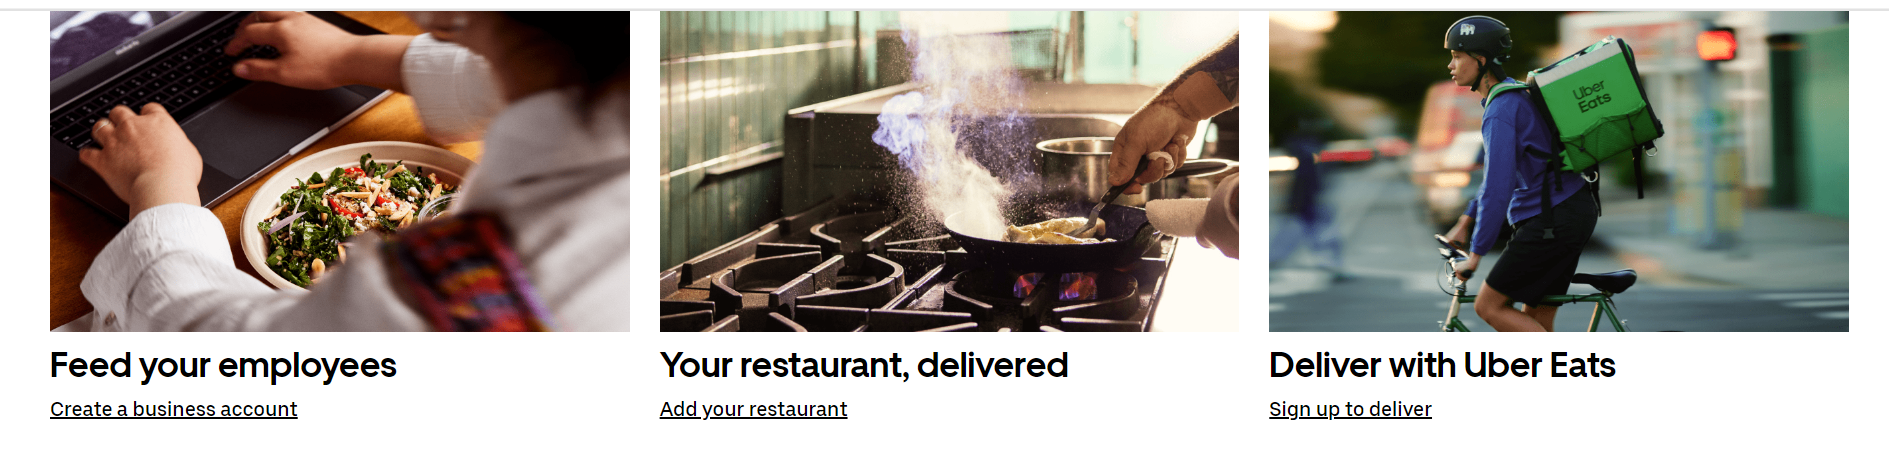 Uber
Eats
Feed your employees
Your restaurant, delivered
Deliver with Uber Eats
Create a business account
Add your restaurant
Sign up to deliver